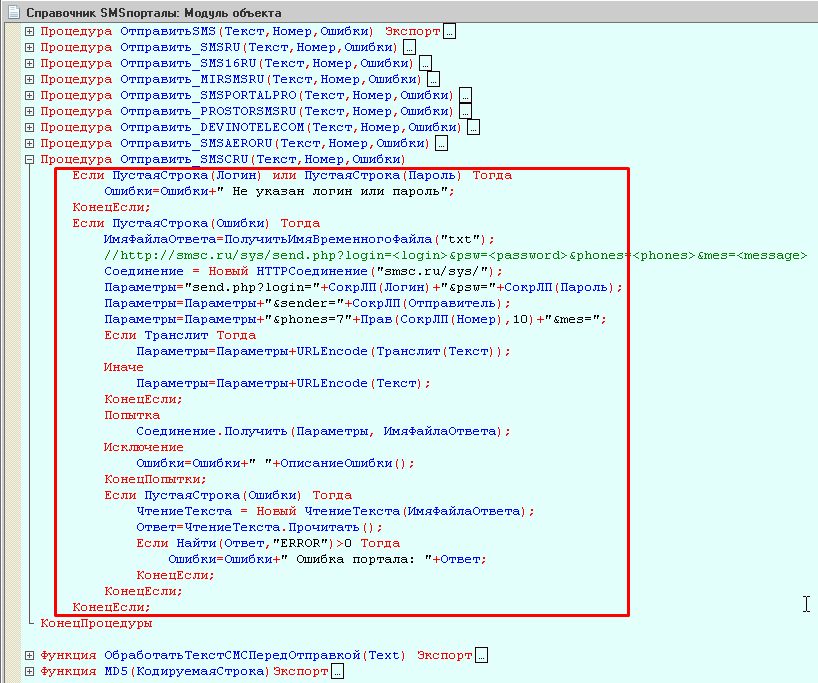 Справочник SMSпорталы: Модуль объекта
Процедура ОтправитьSMS(Текст,Номер,Ошибки) Экспорт...
Процедура Отправить_SMSRU(Текст,Номер,Ошибки)...
Процедура Отправить_SMS16RU(Текст,Номер,Ошибки)...
Процедура Отправить_MIRSMSRU(Текст,Номер,Ошибки)...
Процедура Отправить_SMSPORTALPRO(Текст,Номер,Ошибки)...
Процедура Отправить_PROSTORSMSRU(Текст,Номер,Ошибки)...
Процедура Отправить_DEVINOTELECOM(Текст,Номер,Ошибки)...
Процедура Отправить_SMSAERORU(Текст,Номер,Ошибки)...
Процедура Отправить_SMSCRU(Текст,Номер,Ошибки)
Если ПустаяСтрока(Логин) или ПустаяСтрока(Пароль) Тогда
Ошибки=Ошибки+" Не указан логин или пароль";
КонецЕсли;
Если ПустаяСтрока(Ошибки) Тогда
ИмяФайлаОтвета=ПолучитьИмяВременногоФайла("txt");
//http://smsc.ru/sys/send.php?login=<login>&psw=<password>&phones=<phones>&mes=<message>
Соединение = Новый HTTPСоединение("smsc.ru/sys/");
Параметры="send.php?login="+СокрЛП(Логин)+"&psw="+СокрЛП(Пароль);
Параметры=Параметры+"&sender="+СокрЛП(Отправитель);
Параметры=Параметры+"&phones=7"+Прав(СокрЛП(Номер),10)+"&mes=";
Если Транслит Тогда
Параметры=Параметры+URLEncode(Транслит(Текст));
Иначе
Параметры=Параметры+URLEncode(Текст);
КонецЕсли;
Попытка
Соединение.Получить(Параметры, ИмяФайлаОтвета);
Исключение
Ошибки=Ошибки+" "+ОписаниеОшибки();
КонецПопытки;
Если ПустаяСтрока(Ошибки) Тогда
ЧтениеТекста = Новый ЧтениеТекста(ИмяФайлаОтвета);
Ответ=ЧтениеТекста.Прочитать();
Если Найти(Ответ,"ERROR")>0 Тогда
Ошибки=Ошибки+" Ошибка портала: "+Ответ;
КонецЕсли;
КонецЕсли;
КонецЕсли;
КонецПроцедуры
Функция ОбработатьТекстСМСПередОтправкой(Text) Экспорт...
Функция MD5(КодируемаяСтрока)Экспорт...